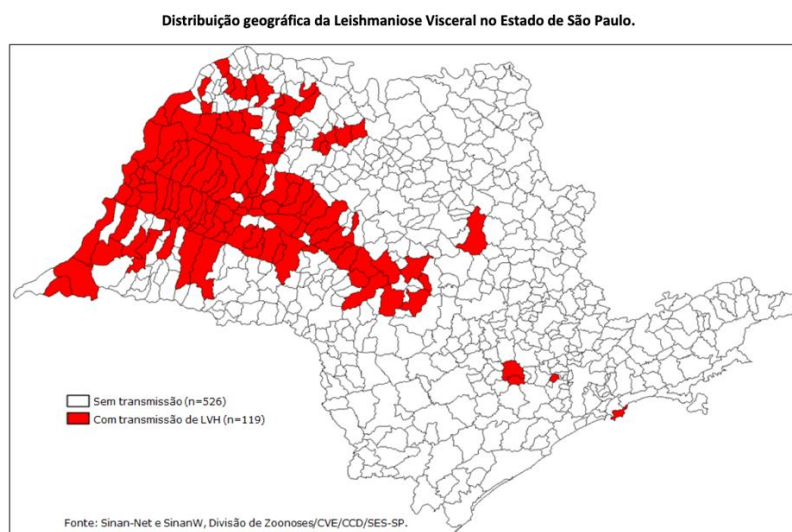 Distribuição geográfica da Leishmaniose Visceral no Estado de São Paulo.
Sem transmissão (n=526)
Com transmissão de LVH (n=119)
Fonte: Sinan-Net e SinanW, Divisão de Zoonoses/CVE/CCD/SES-SP.